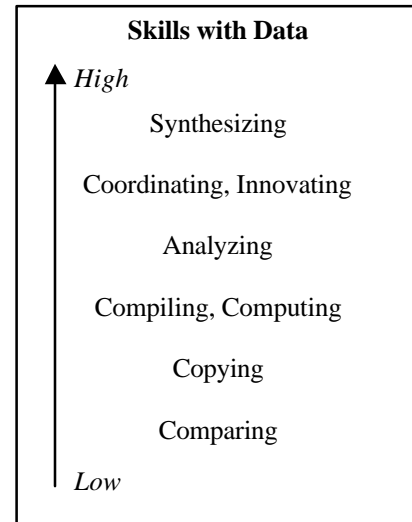 Skills with Data
High
Synthesizing
Coordinating, Innovating
Analyzing
Compiling, Computing
Copying
Comparing
Low